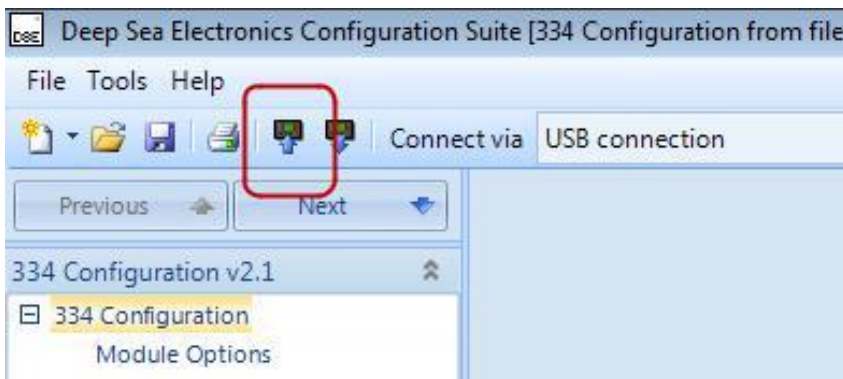 DSE Deep Sea Electronics Configuration Suite [334 Configuration from file
File Tools Help
Connect via USB connection
Previous Next
334 Configuration v2.1
334 Configuration
Module Options